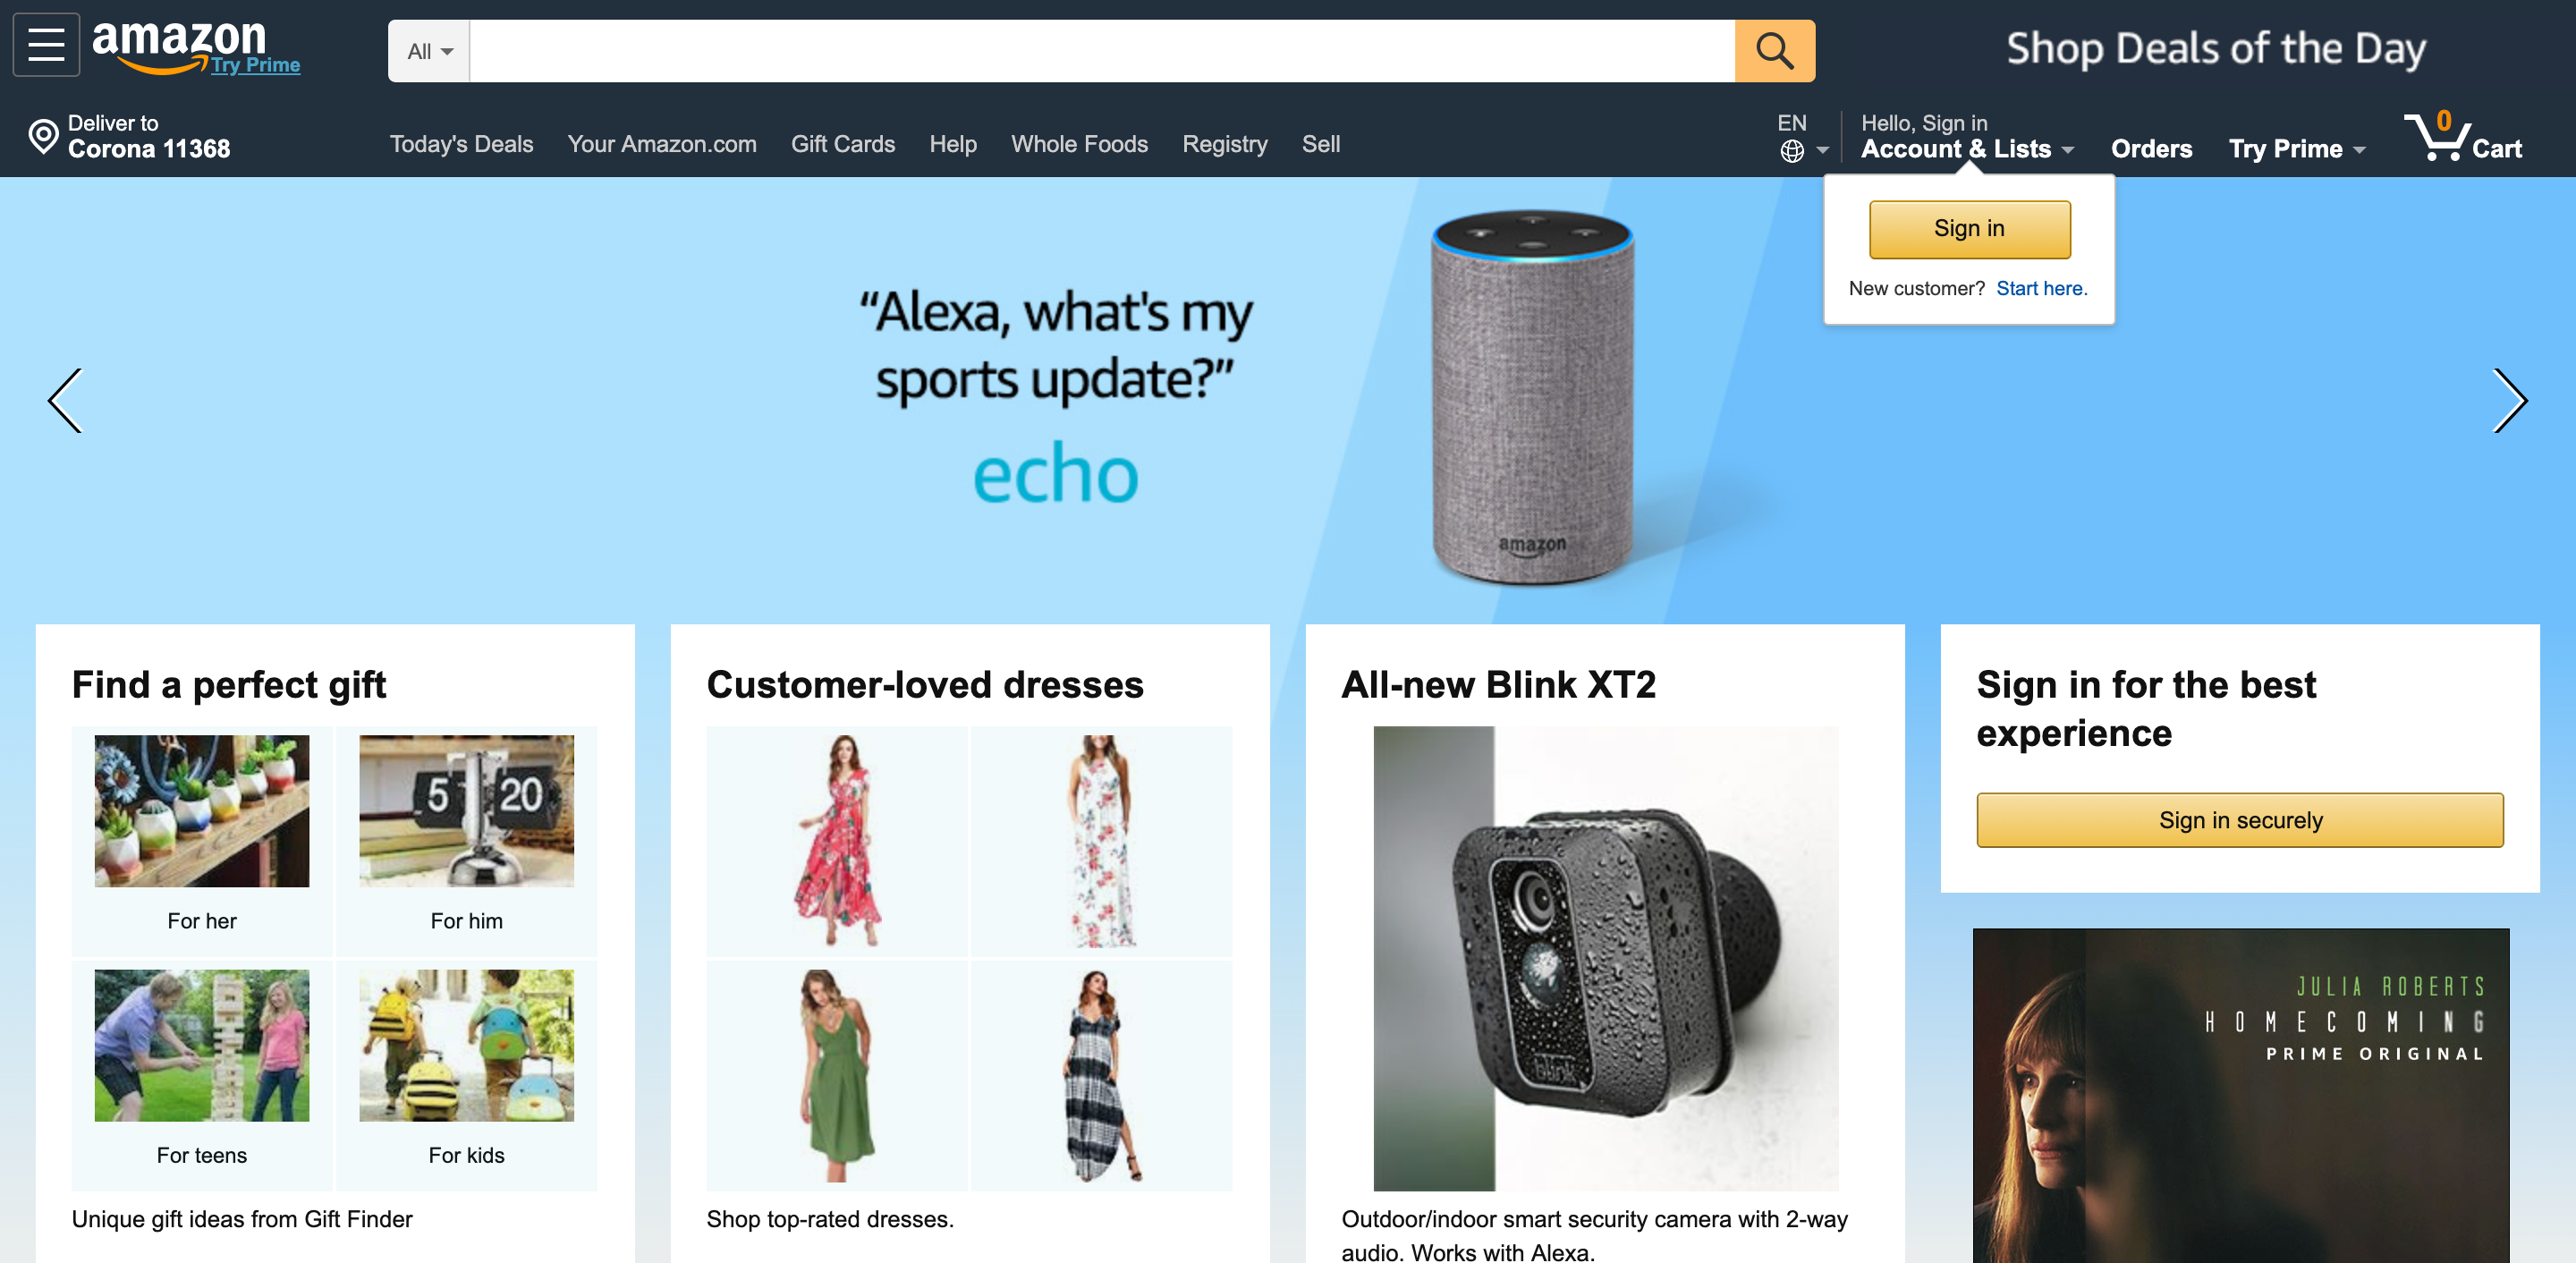 amazon
Try Prime
All
Shop Deals of the Day
Deliver to
Corona 11368
Today's Deals
Your Amazon.com
Gift Cards
Help
Whole Foods
Registry
Sell
EN
Hello, Sign in
Account & Lists
Orders
Try Prime
0
Cart
Sign in
New customer? Start here.
“Alexa, what's my
sports update?”
echo
amazon
Find a perfect gift
5 20
For her
For him
For teens
For kids
Unique gift ideas from Gift Finder
Customer-loved dresses
Shop top-rated dresses.
All-new Blink XT2
blink
Outdoor/indoor smart security camera with 2-way
audio. Works with Alexa.
Sign in for the best
experience
Sign in securely
JULIA ROBERTS
HOMECOMING
PRIME ORIGINAL